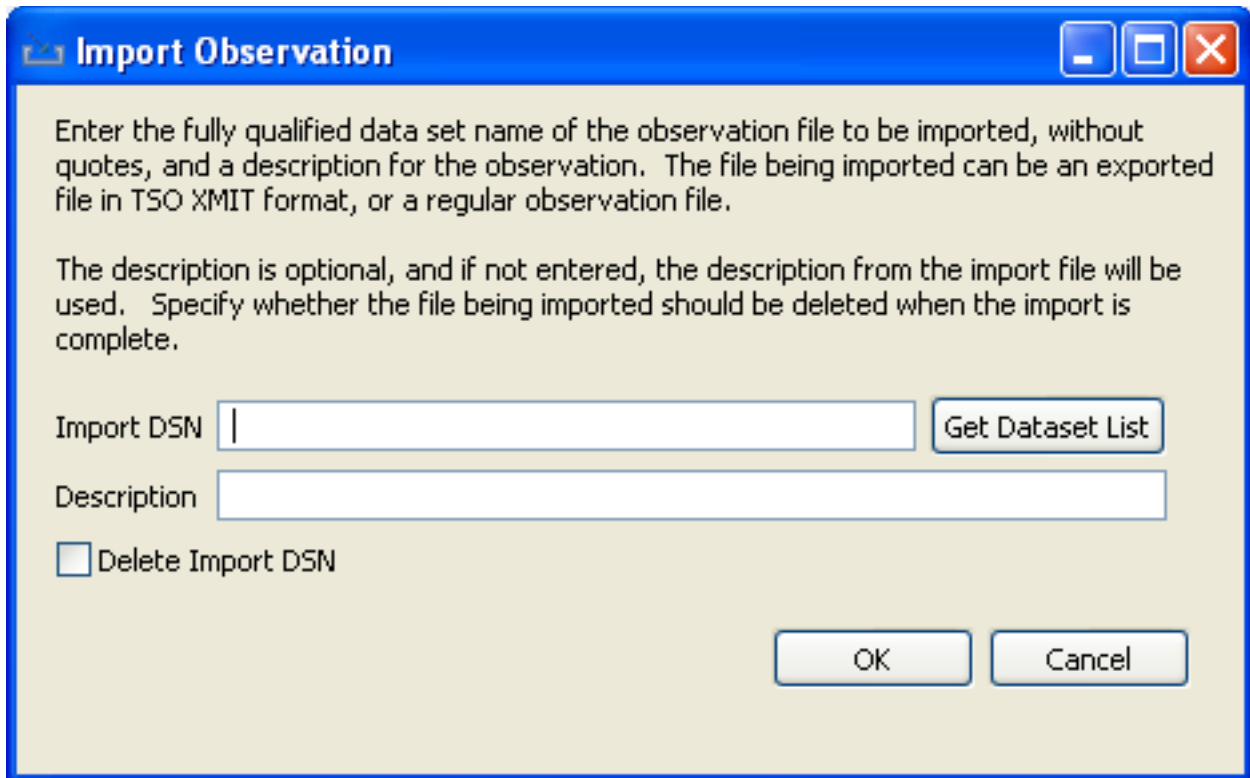 Import Observation
Enter the fully qualified data set name of the observation file to be imported, without
quotes, and a description for the observation.  The file being imported can be an exported
file in TSO XMIT format, or a regular observation file.
The description is optional, and if not entered, the description from the import file will be
used.   Specify whether the file being imported should be deleted when the import is
complete.
Import DSN
Get Dataset List
Description
Delete Import DSN
OK
Cancel